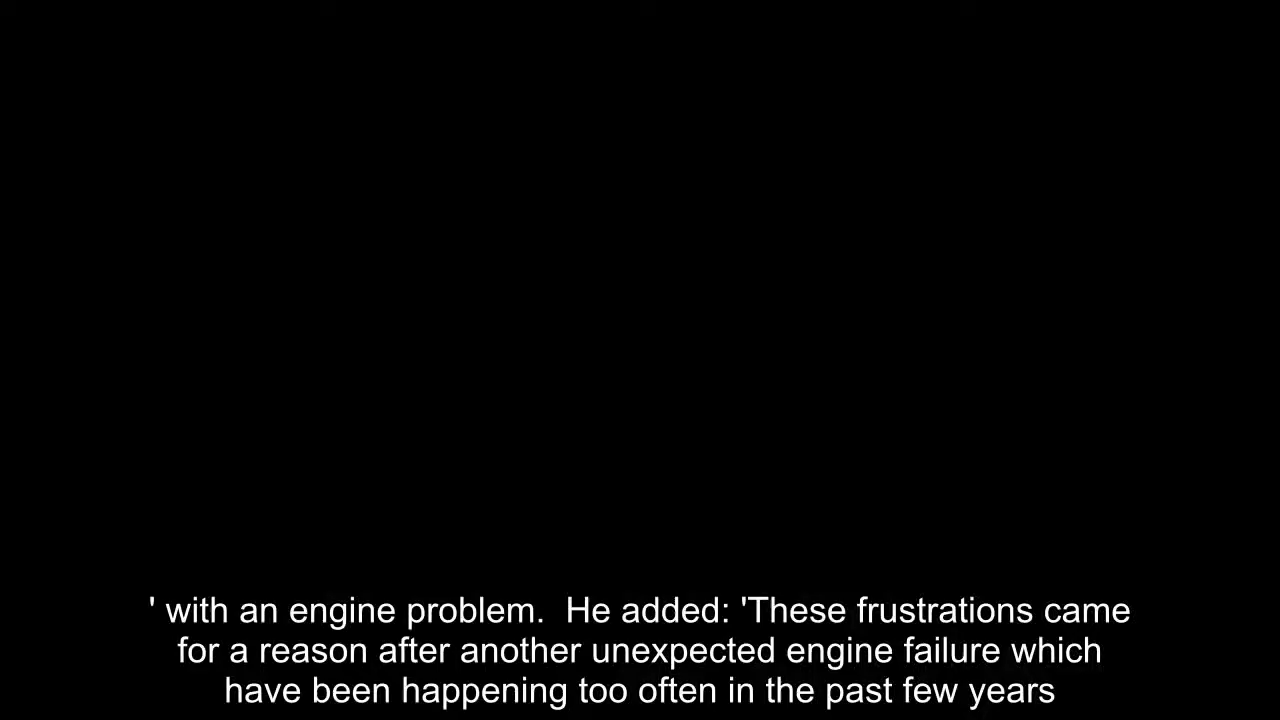 ' with an engine problem.  He added: 'These frustrations came
for a reason after another unexpected engine failure which
have been happening too often in the past few years